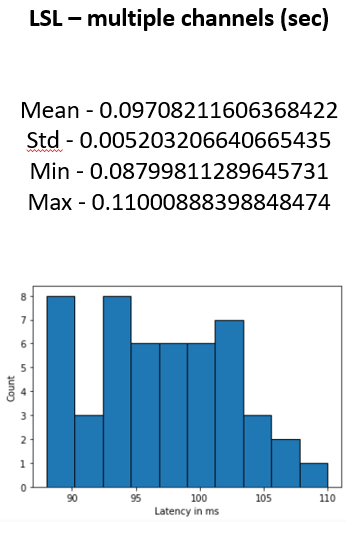 LSL – multiple channels (sec)
Mean - 0.09708211606368422
Std - 0.005203206640665435
Min - 0.08799811289645731
Max - 0.11000888398848474
8
7
6
5
4
3
2
1
0
Count
90 95 100 105 110
Latency in ms